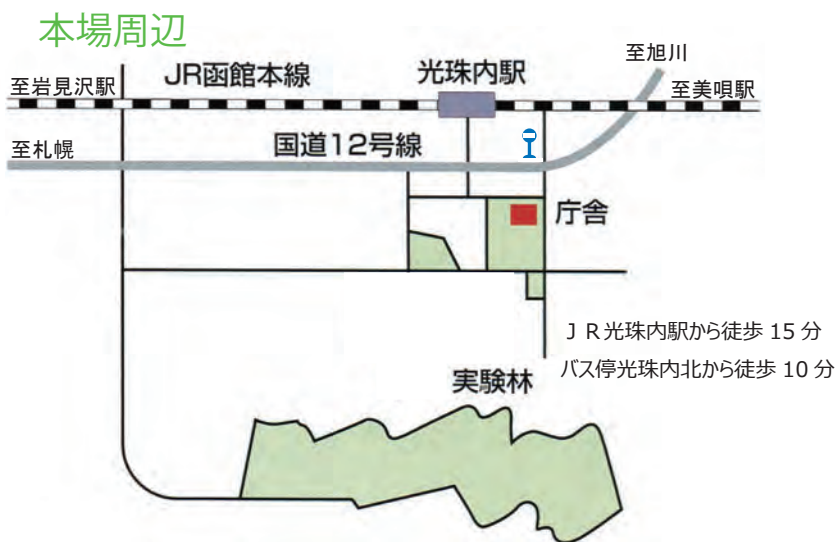 本場周辺
至旭川
JR函館本線
光珠内駅
至岩見沢駅
至美唄駅
国道12号線
至札幌
庁舎
ＪＲ光珠内駅から徒歩 15 分
バス停光珠内北から徒歩 10 分
実験林